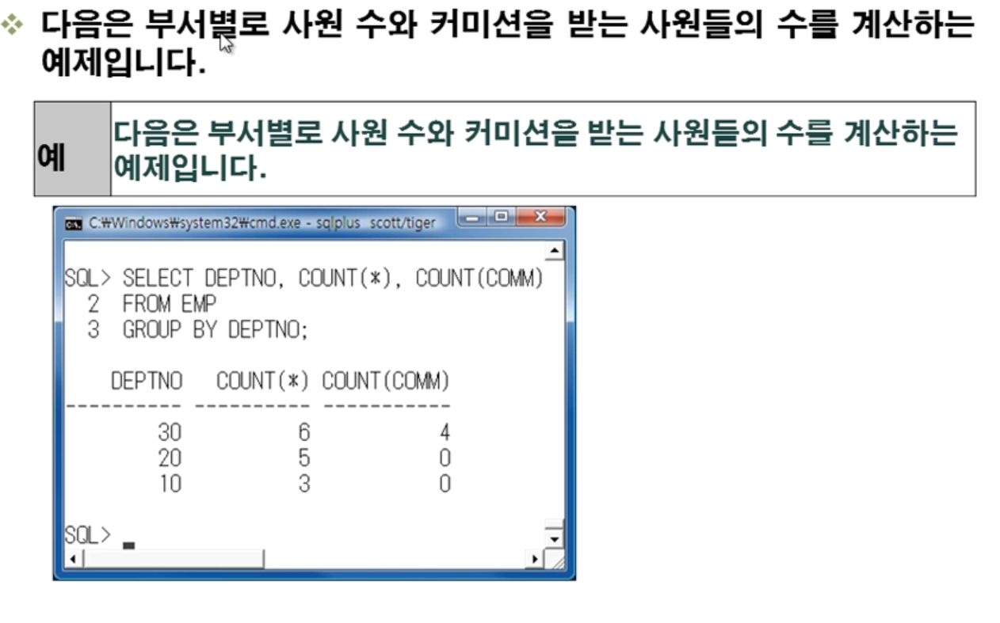 다음은 부서별로 사원 수와 커미션을 받는 사원들의 수를 계산하는
예제입니다.
예
다음은 부서별로 사원 수와 커미션을 받는 사원들의 수를 계산하는
예제입니다.
C:₩Windows₩system32₩cmd.exe - sqlplus scott/tiger
SQL> SELECT DEPTNO, COUNT(*), COUNT(COMM)
2 FROM EMP
3 GROUP BY DEPTNO;
DEPTNO COUNT(*) COUNT(COMM)
---------- ---------- -----------
30 6 4
20 5 0
10 3 0
SQL>